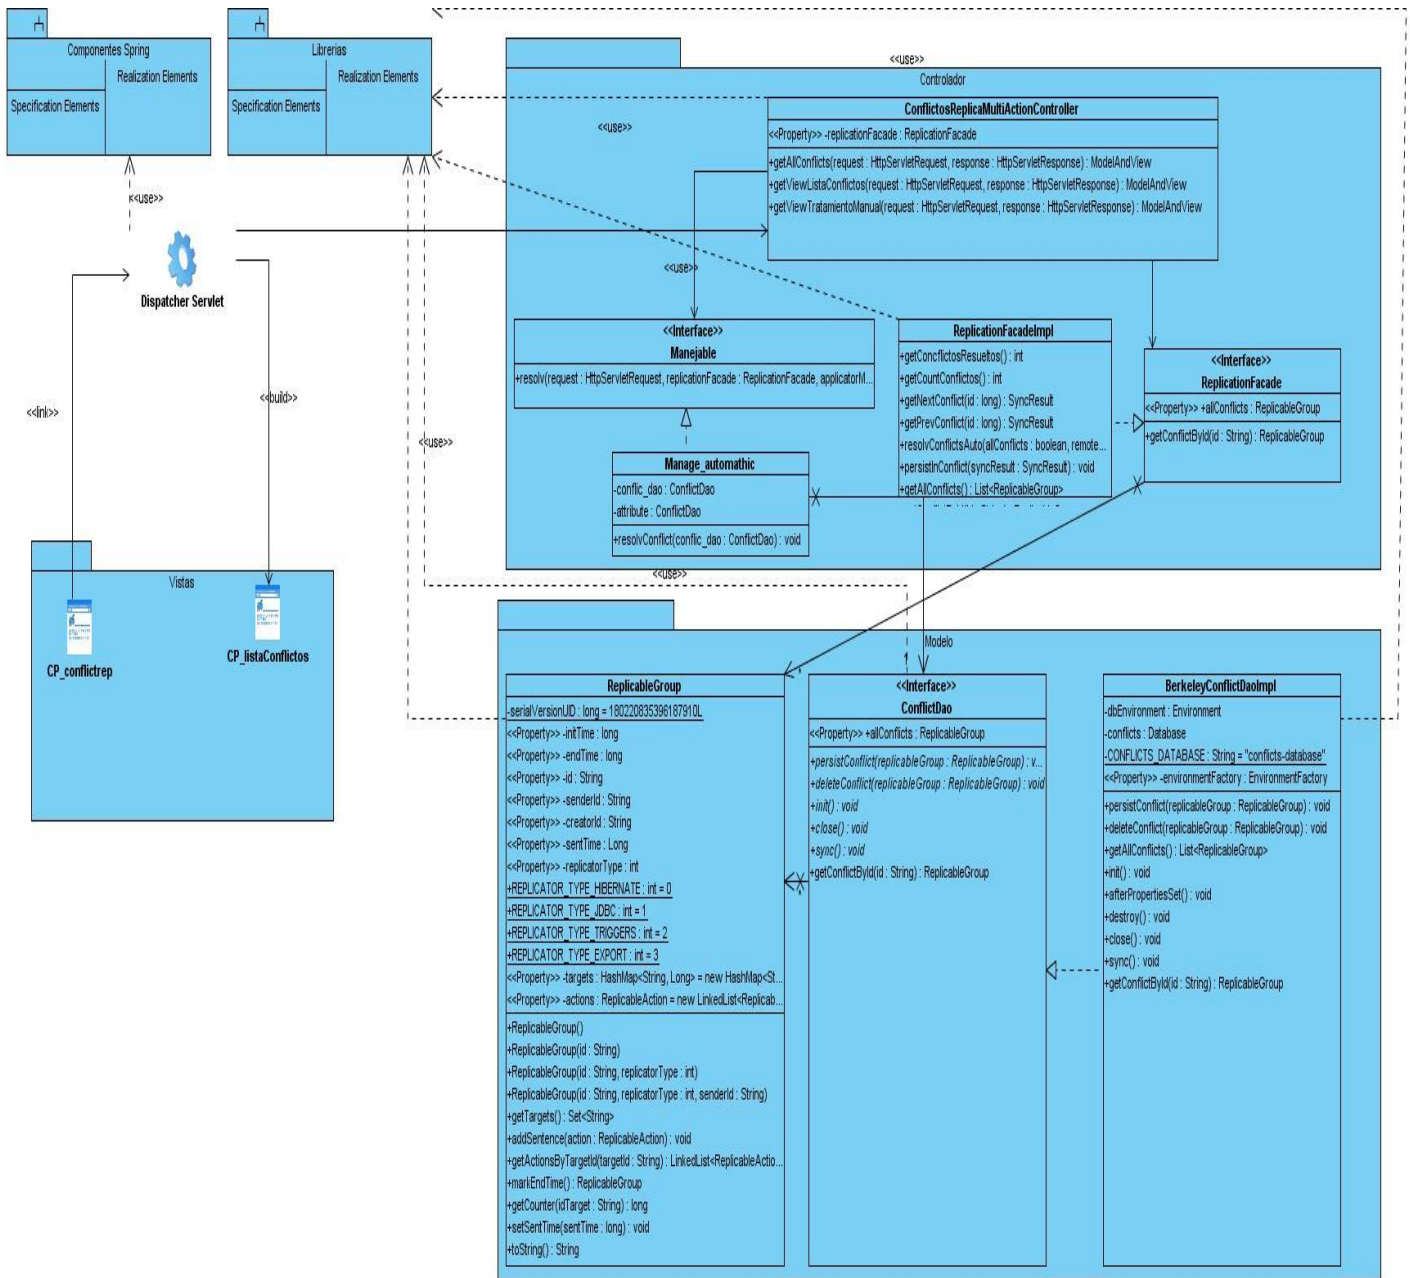 Componentes Spring
Realization Elements
Specification Elements
Librerias
Realization Elements
Specification Elements
<<use>>
Controlador
<<use>>
<<use>>
ConflictosReplicaMultiActionController
<<Property>> -replicationFacade : ReplicationFacade
+getAllConflicts(request : HttpServletRequest, response : HttpServletResponse) : ModelAndView
+getViewListaConflictos(request : HttpServletRequest, response : HttpServletResponse) : ModelAndView
+getViewTratamientoManual(request : HttpServletRequest, response : HttpServletResponse) : ModelAndView
<<use>>
Dispatcher Servlet
<<link>>
<<build>>
<<use>>
<<Interface>>
Manejable
+resolv(request : HttpServletRequest, replicationFacade : ReplicationFacade, applicatorM...
ReplicationFacadeImpl
+getConcflictosResueltos() : int
+getCountConflictos() : int
+getNextConflict(id : long) : SyncResult
+getPrevConflict(id : long) : SyncResult
+resolvConflictsAuto(allConflicts : boolean, remote...
+persistInConflict(syncResult : SyncResult) : void
+getAllConflicts() : List<ReplicableGroup>
<<Interface>>
ReplicationFacade
<<Property>> +allConflicts : ReplicableGroup
+getConflictById(id : String) : ReplicableGroup
Manage_automathic
-conflic_dao : ConflictDao
-attribute : ConflictDao
+resolvConflict(conflic_dao : ConflictDao) : void
<<use>>
Vistas
CP_conflictrep
CP_listaConflictos
Modelo
ReplicableGroup
-serialVersionUID : long = 180220835396187910L
<<Property>> -initTime : long
<<Property>> -endTime : long
<<Property>> -id : String
<<Property>> -senderId : String
<<Property>> -creatorId : String
<<Property>> -sentTime : Long
<<Property>> -replicatorType : int
+REPLICATOR_TYPE_HIBERNATE : int = 0
+REPLICATOR_TYPE_JDBC : int = 1
+REPLICATOR_TYPE_TRIGGERS : int = 2
+REPLICATOR_TYPE_EXPORT : int = 3
<<Property>> -targets : HashMap<String, Long> = new HashMap<St...
<<Property>> -actions : ReplicableAction = new LinkedList<Replicab...
+ReplicableGroup()
+ReplicableGroup(id : String)
+ReplicableGroup(id : String, replicatorType : int)
+ReplicableGroup(id : String, replicatorType : int, senderId : String)
+getTargets() : Set<String>
+addSentence(action : ReplicableAction) : void
+getActionsByTargetId(targetId : String) : LinkedList<ReplicableActio...
+markEndTime() : ReplicableGroup
+getCounter(idTarget : String) : long
+setSentTime(sentTime : long) : void
+toString() : String
<<Interface>>
ConflictDao
<<Property>> +allConflicts : ReplicableGroup
+persistConflict(replicableGroup : ReplicableGroup) : v...
+deleteConflict(replicableGroup : ReplicableGroup) : void
+init() : void
+close() : void
+sync() : void
+getConflictById(id : String) : ReplicableGroup
BerkeleyConflictDaoImpl
-dbEnvironment : Environment
-conflicts : Database
-CONFLICTS_DATABASE : String = "conflicts-database"
<<Property>> -environmentFactory : EnvironmentFactory
+persistConflict(replicableGroup : ReplicableGroup) : void
+deleteConflict(replicableGroup : ReplicableGroup) : void
+getAllConflicts() : List<ReplicableGroup>
+init() : void
+afterPropertiesSet() : void
+destroy() : void
+close() : void
+sync() : void
+getConflictById(id : String) : ReplicableGroup